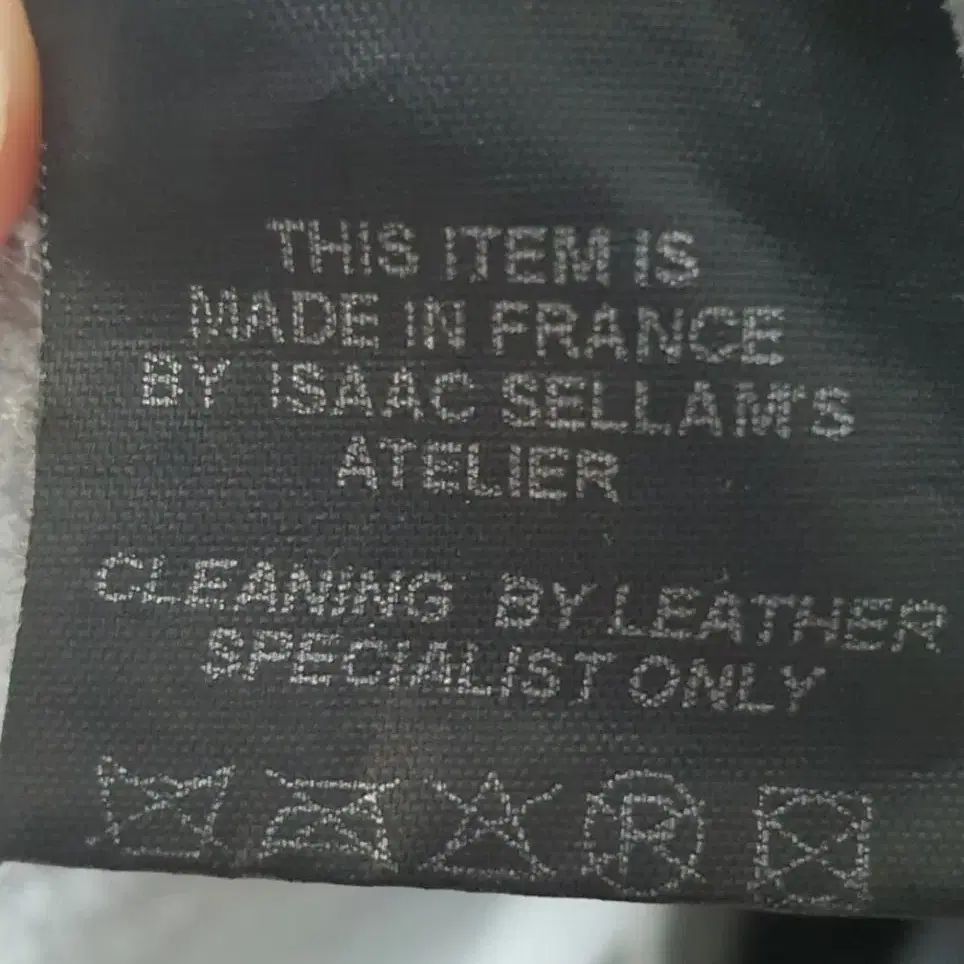 THIS ITEM IS
MADE IN FRANCE
BY ISAAC SELLAM'S
ATELIER
CLEANING BY LEATHER
SPECIALIST ONLY
R